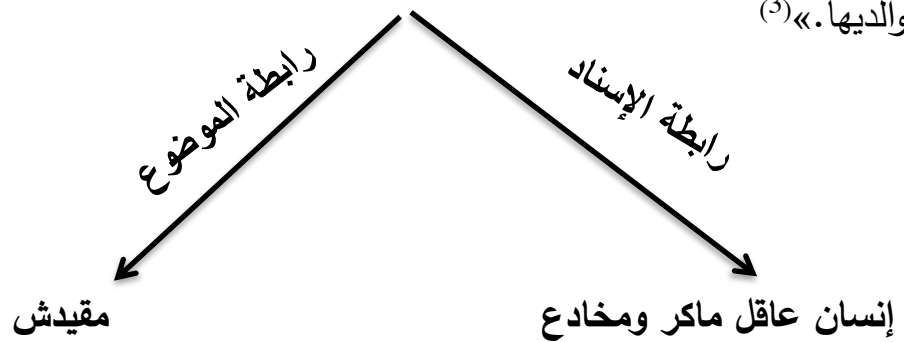 والديها.»(3)
رابطة الإسناد
رابطة الموضوع
إنسان عاقل ماكر ومخادع
مقيدش